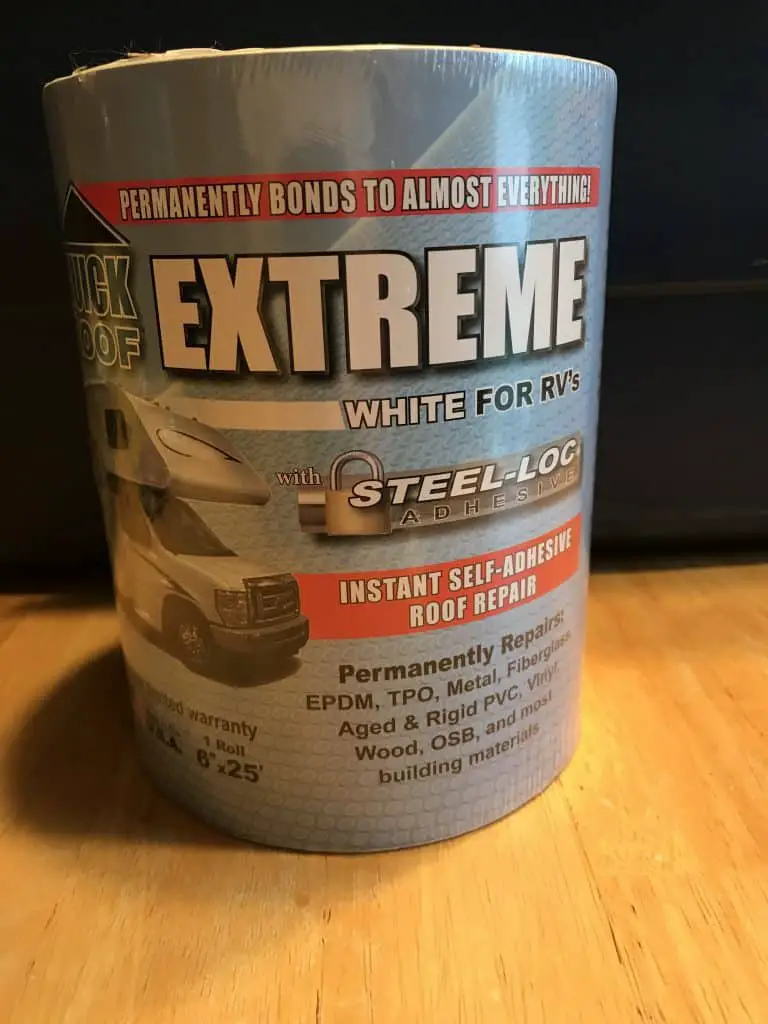 PERMANENTLY BONDS TO ALMOST EVERYTHING!
UICK
OOF
EXTREME
WHITE FOR RV's
with STEEL-LOC
ADHESIVE
INSTANT SELF-ADHESIVE
ROOF REPAIR
Permanently Repairs:
EPDM, TPO, Metal, Fiberglass,
Aged & Rigid PVC, Vinyl,
Wood, OSB, and most
building materials
warranty
1 Roll
U.S.A. 6"x25'